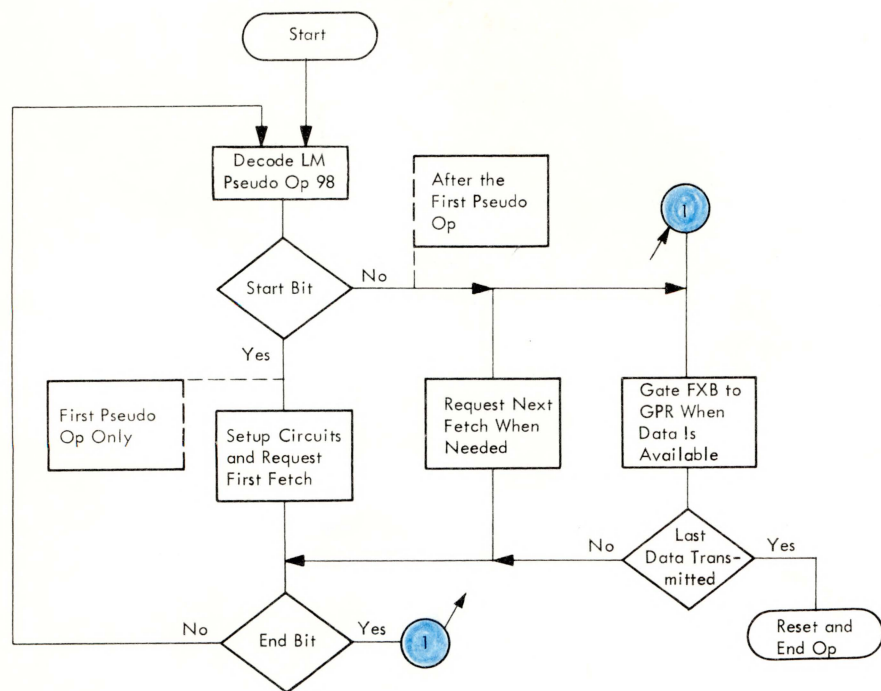 Start
Decode LM
Pseudo Op 98
After the
First Pseudo
Op
1
Start Bit
No
Yes
First Pseudo
Op Only
Setup Circuits
and Request
First Fetch
Request Next
Fetch When
Needed
Gate FXB to
GPR When
Data Is
Available
Last
Data Trans-
mitted
No
Yes
No
End Bit
Yes
1
Reset and
End Op